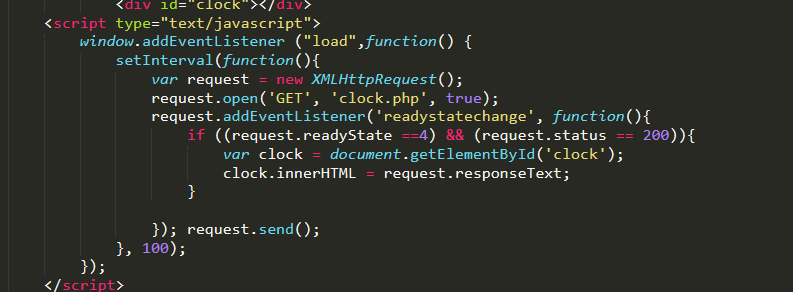 <div id="clock"></div>
<script type="text/javascript">
window.addEventListener ("load",function() {
setInterval(function(){
var request = new XMLHttpRequest();
request.open('GET', 'clock.php', true);
request.addEventListener('readystatechange', function(){
if ((request.readyState ==4) && (request.status == 200)){
var clock = document.getElementById('clock');
clock.innerHTML = request.responseText;
}
}); request.send();
}, 100);
});
</script>